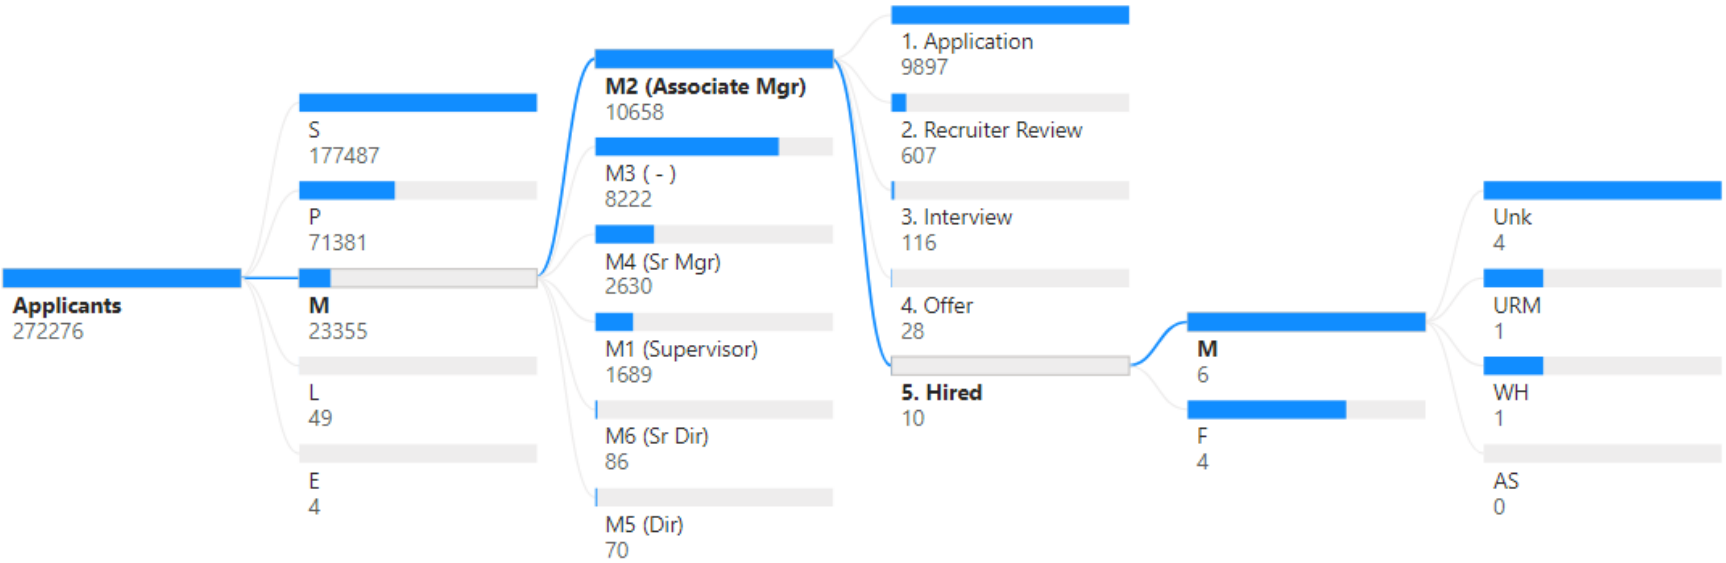 Applicants
272276
S
177487
P
71381
M
23355
L
49
E
4
M2 (Associate Mgr)
10658
M3 ( - )
8222
M4 (Sr Mgr)
2630
M1 (Supervisor)
1689
M6 (Sr Dir)
86
M5 (Dir)
70
1. Application
9897
2. Recruiter Review
607
3. Interview
116
4. Offer
28
5. Hired
10
M
6
F
4
Unk
4
URM
1
WH
1
AS
0